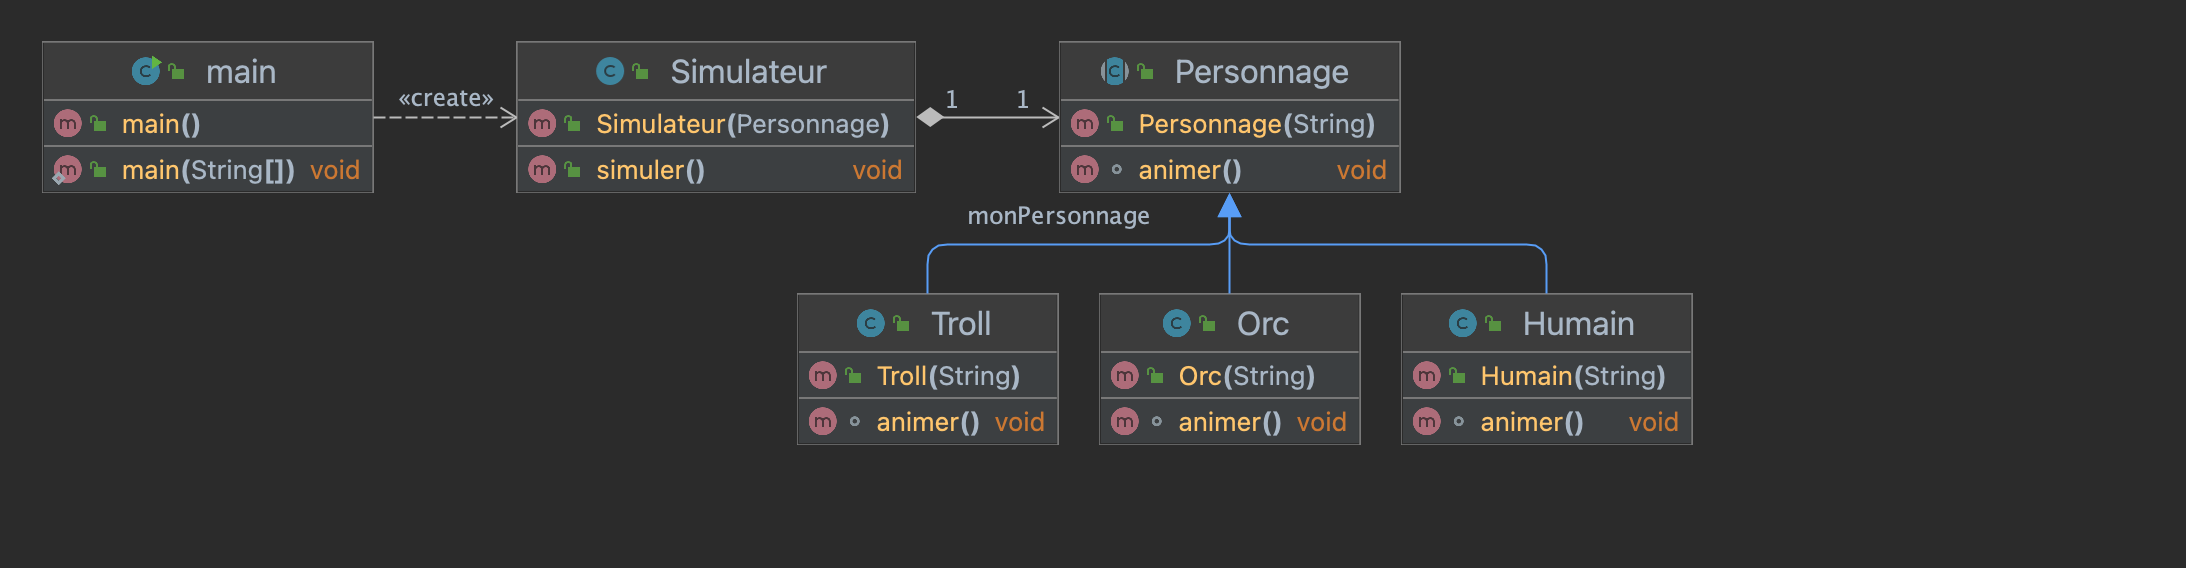 main
main()
main(String[]) void
«create»
Simulateur
Simulateur(Personnage)
simuler() void
1 1
Personnage
Personnage(String)
animer() void
monPersonnage
Troll
Troll(String)
animer() void
Orc
Orc(String)
animer() void
Humain
Humain(String)
animer() void